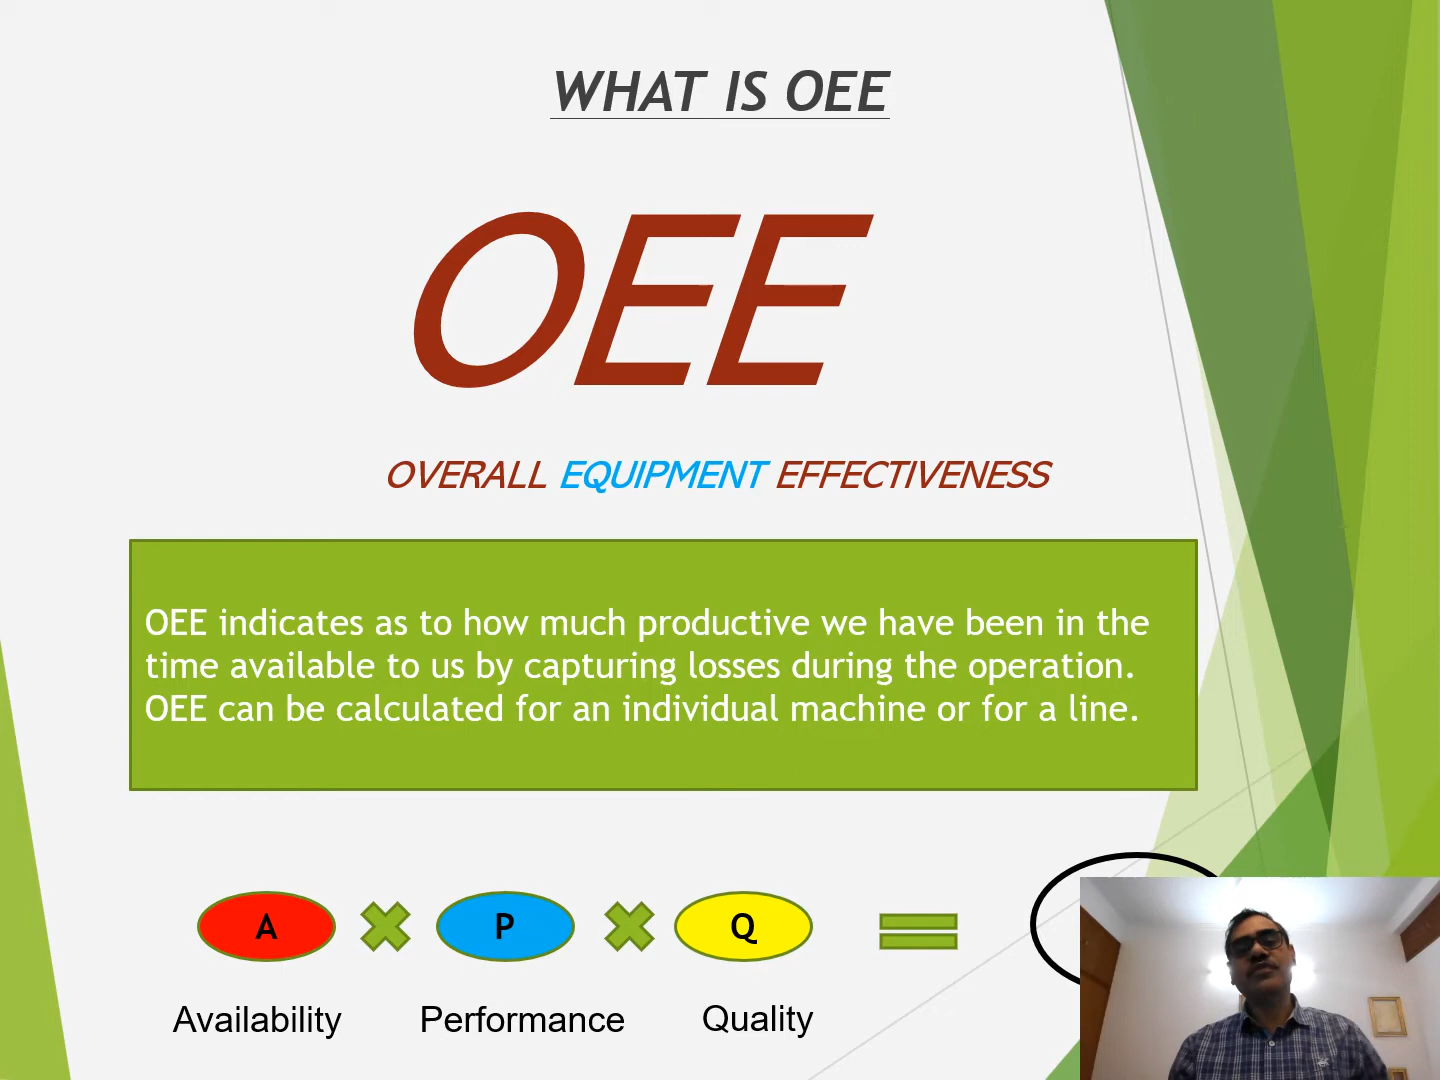 WHAT IS OEE
OEE
OVERALL EQUIPMENT EFFECTIVENESS
OEE indicates as to how much productive we have been in the
time available to us by capturing losses during the operation.
OEE can be calculated for an individual machine or for a line.
A P Q
Availability Performance Quality